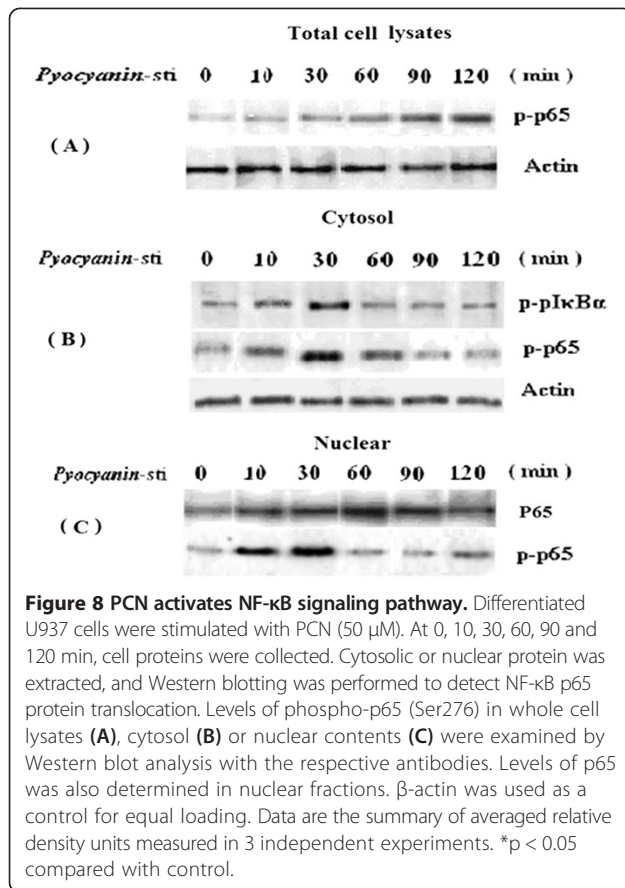 Total cell lysates
Pyocyanin-sti 0 10 30 60 90 120 ( min )
p-p65
( A )
Actin
Cytosol
Pyocyanin-sti 0 10 30 60 90 120 ( min )
p-pIκBα
( B )
p-p65
Actin
Nuclear
Pyocyanin-sti 0 10 30 60 90 120 (min )
P65
( C )
p-p65
Figure 8 PCN activates NF-κB signaling pathway. Differentiated
U937 cells were stimulated with PCN (50 μM). At 0, 10, 30, 60, 90 and
120 min, cell proteins were collected. Cytosolic or nuclear protein was
extracted, and Western blotting was performed to detect NF-κB p65
protein translocation. Levels of phospho-p65 (Ser276) in whole cell
lysates (A), cytosol (B) or nuclear contents (C) were examined by
Western blot analysis with the respective antibodies. Levels of p65
was also determined in nuclear fractions. β-actin was used as a
control for equal loading. Data are the summary of averaged relative
density units measured in 3 independent experiments. *p < 0.05
compared with control.